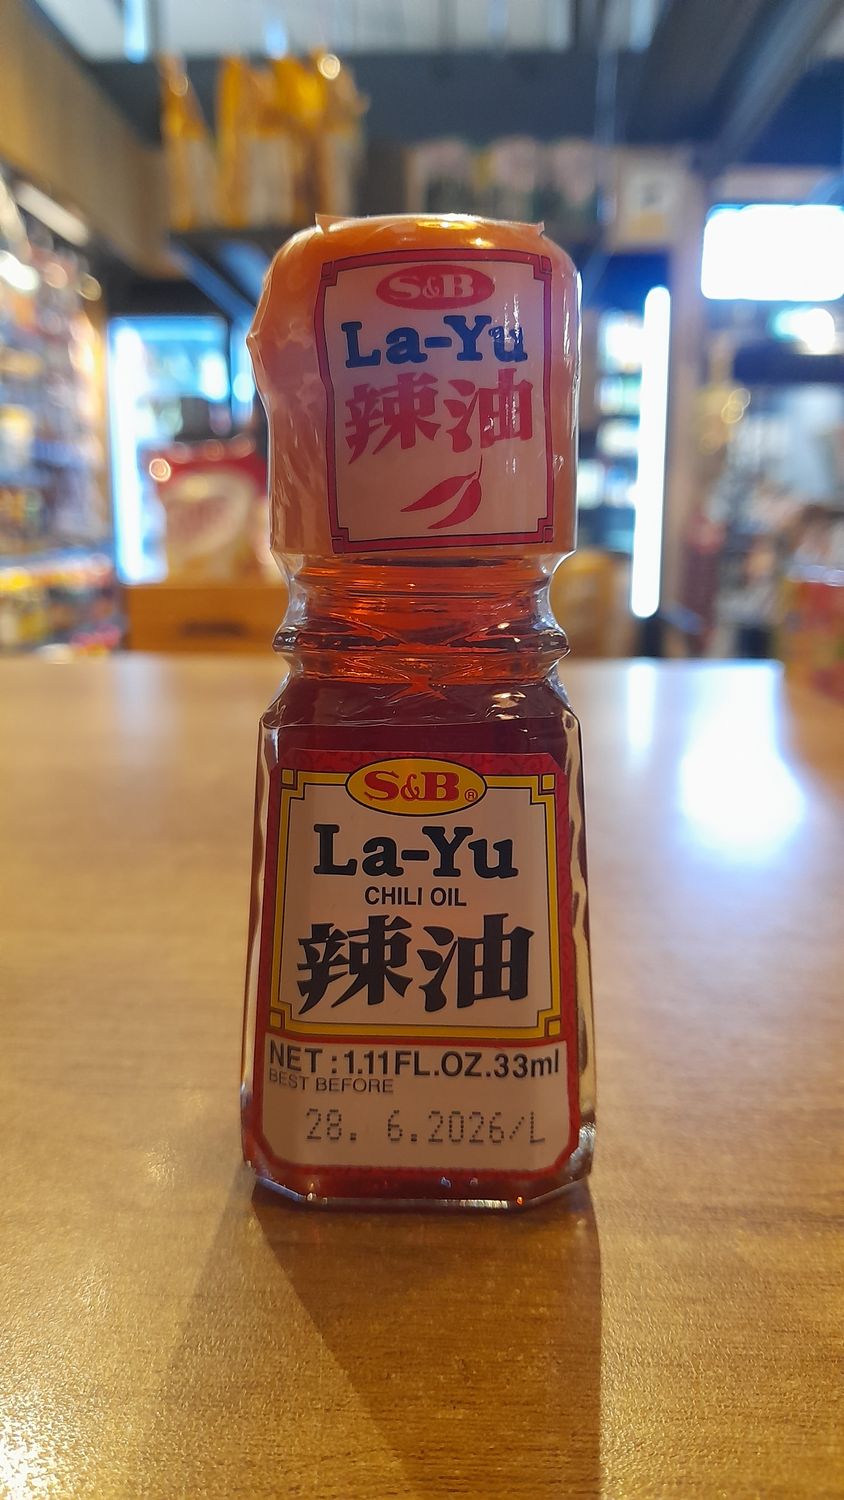 S&B
La-Yu
辣油
S&B®
La-Yu
CHILI OIL
辣油
NET : 1.11FL.OZ.33ml
BEST BEFORE
28. 6.2026/L